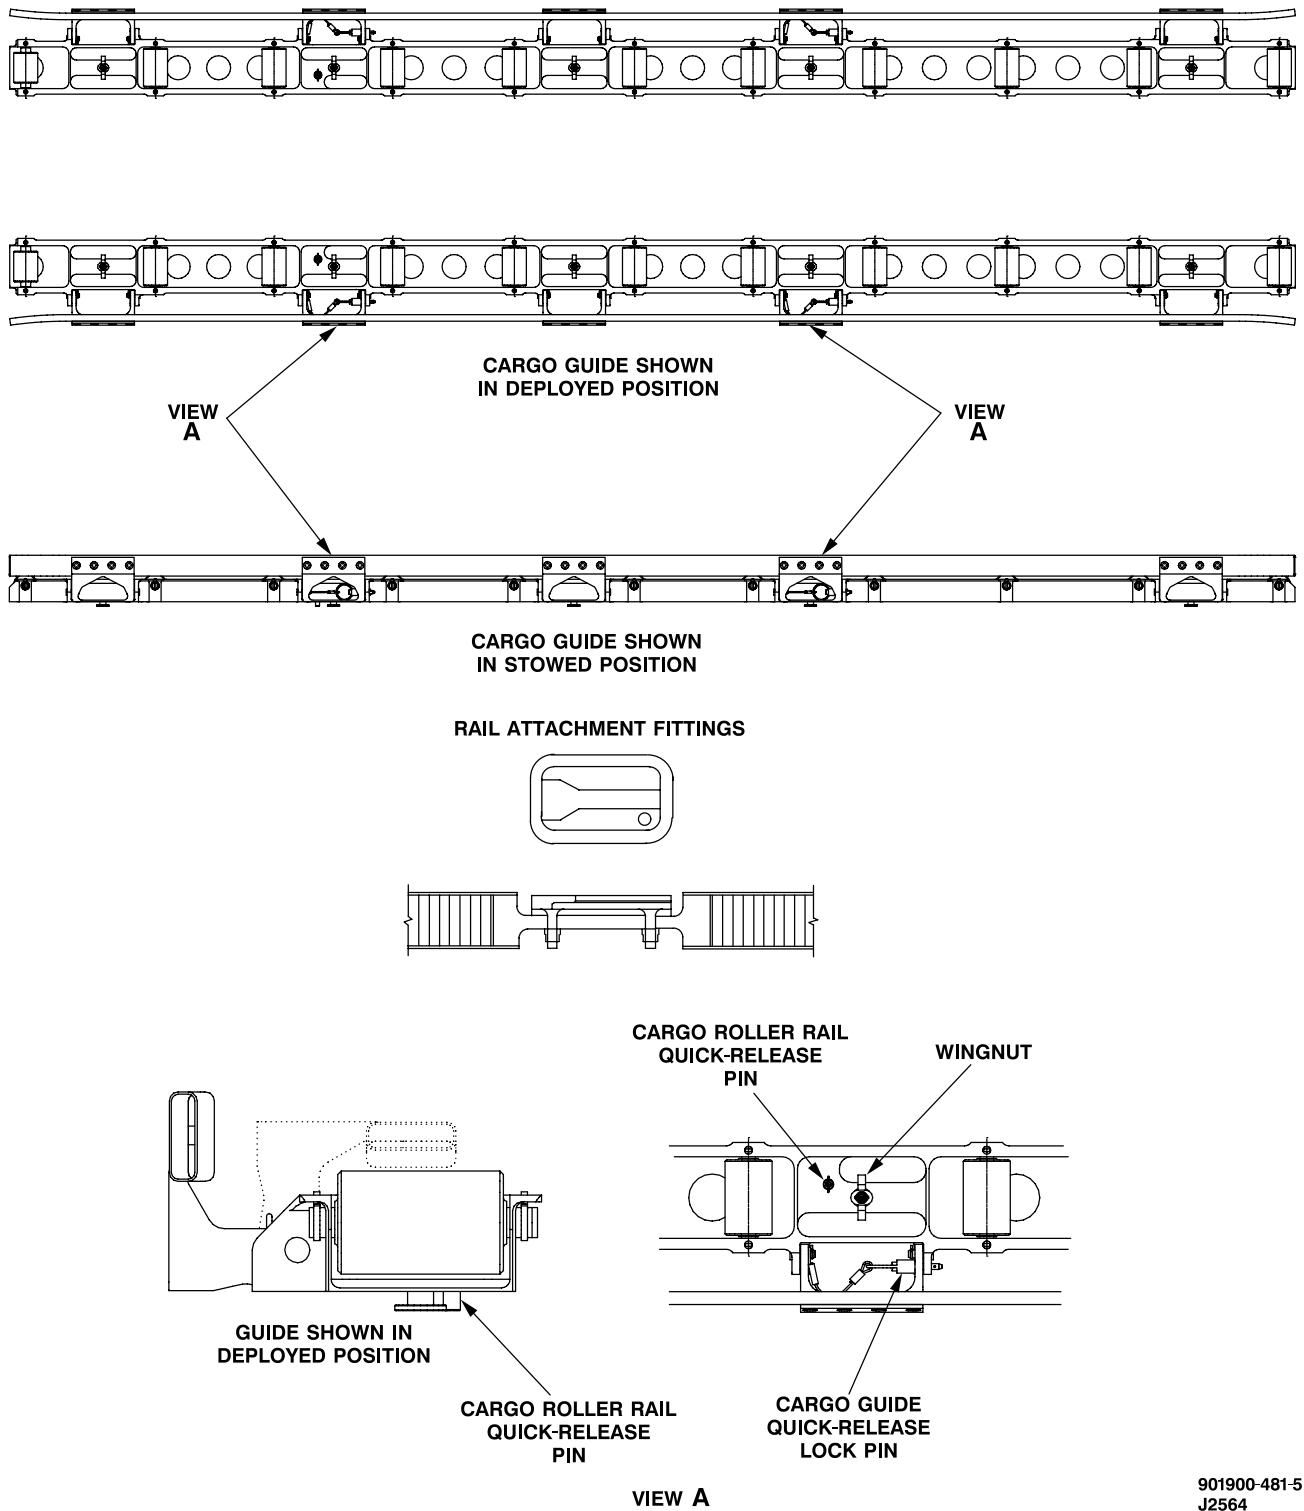 CARGO GUIDE SHOWN
IN DEPLOYED POSITION
VIEW
A
VIEW
A
CARGO GUIDE SHOWN
IN STOWED POSITION
RAIL ATTACHMENT FITTINGS
CARGO ROLLER RAIL
QUICK-RELEASE
PIN
WINGNUT
GUIDE SHOWN IN
DEPLOYED POSITION
CARGO ROLLER RAIL
QUICK-RELEASE
PIN
CARGO GUIDE
QUICK-RELEASE
LOCK PIN
VIEW A
901900-481-5
J2564